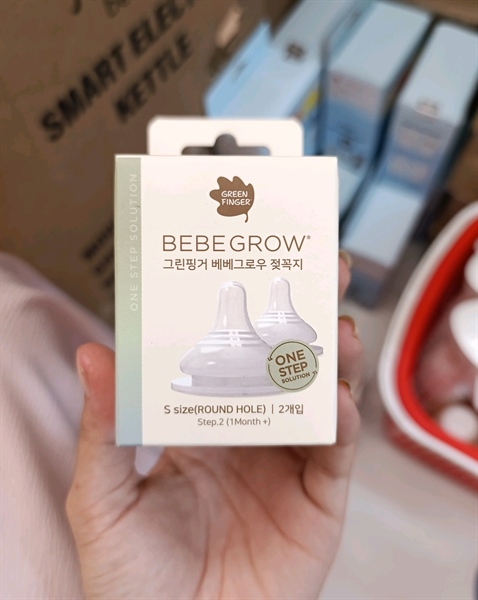 SMART ELECT
KETTLE
GREEN
FINGER
BEBEGROW®
그린핑거 베베그로우 젖꼭지
ONE STEP SOLUTION
ONE
STEP
SOLUTION
S size(ROUND HOLE) | 2개입
Step.2 (1Month +)